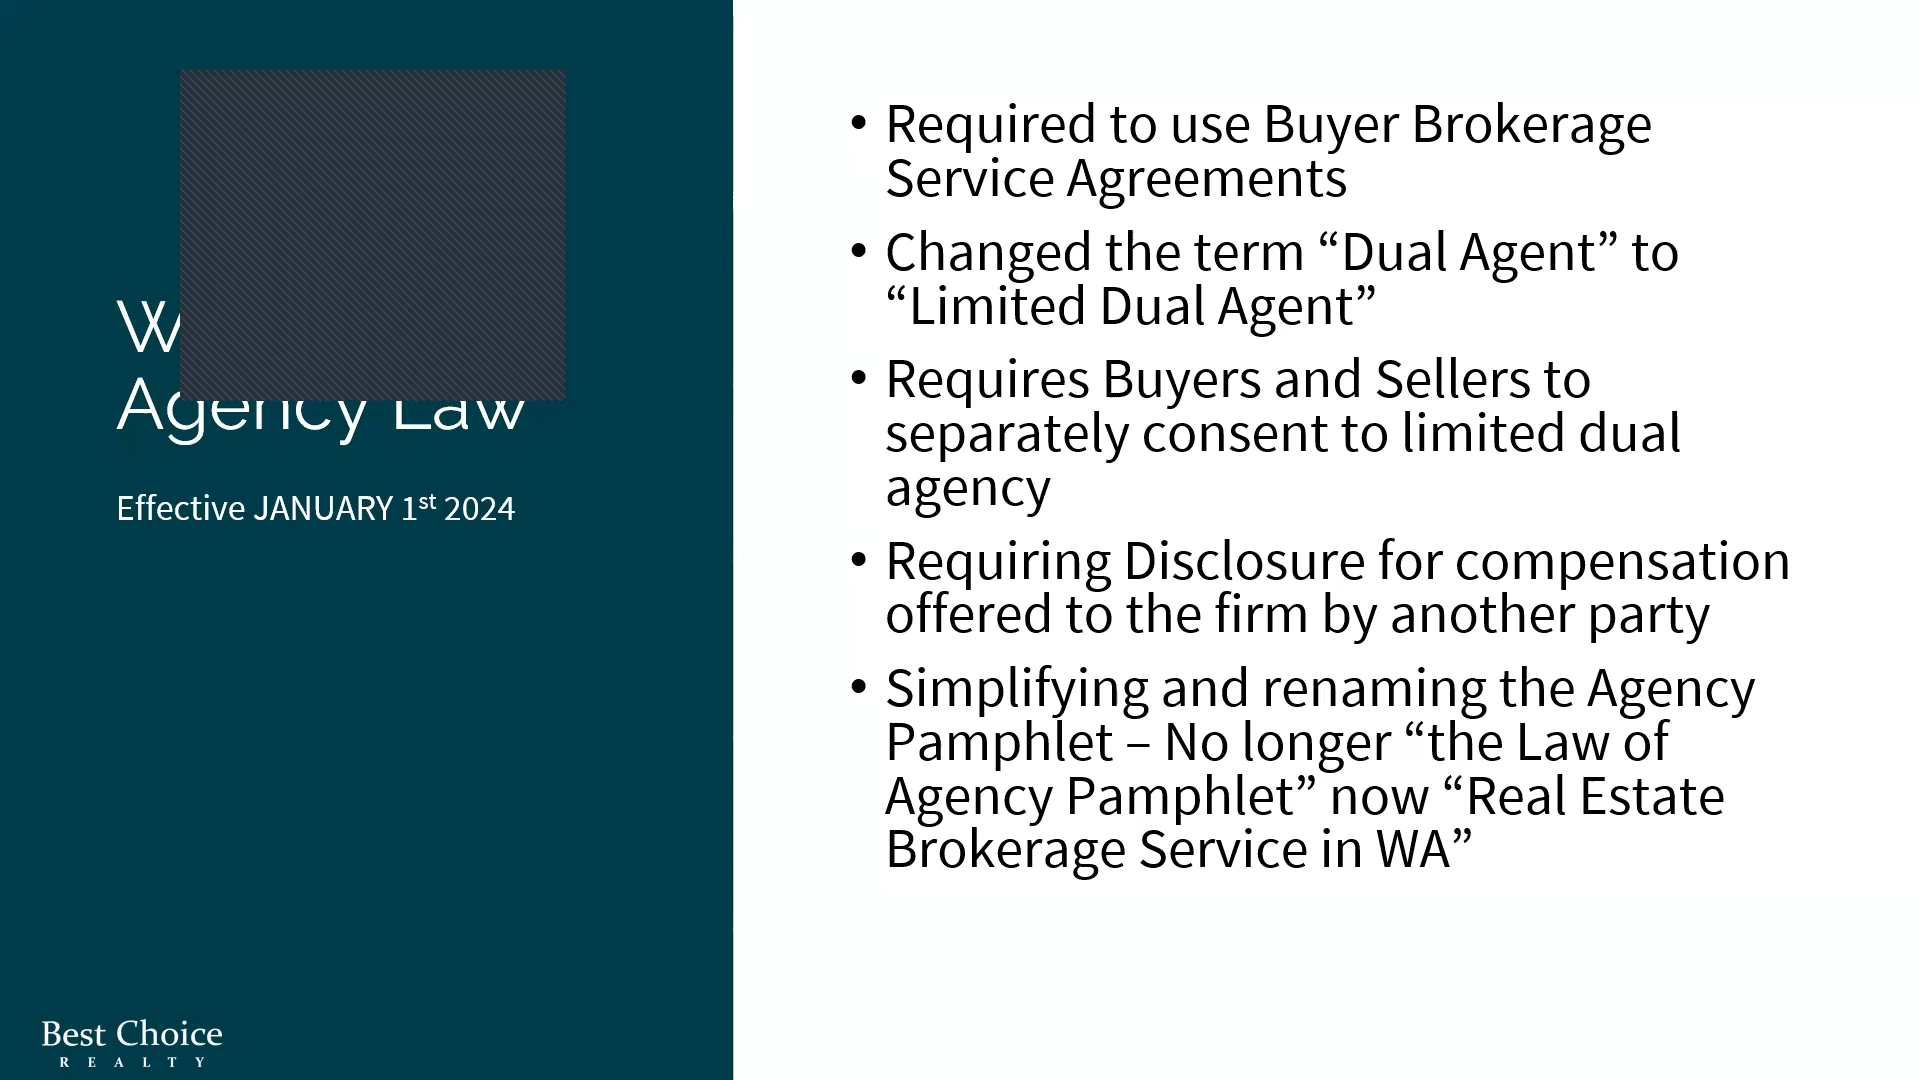 Agency Law
Effective JANUARY 1st 2024
• Required to use Buyer Brokerage
Service Agreements
• Changed the term “Dual Agent” to
“Limited Dual Agent”
• Requires Buyers and Sellers to
separately consent to limited dual
agency
• Requiring Disclosure for compensation
offered to the firm by another party
• Simplifying and renaming the Agency
Pamphlet – No longer “the Law of
Agency Pamphlet” now “Real Estate
Brokerage Service in WA”
Best Choice
REALTY